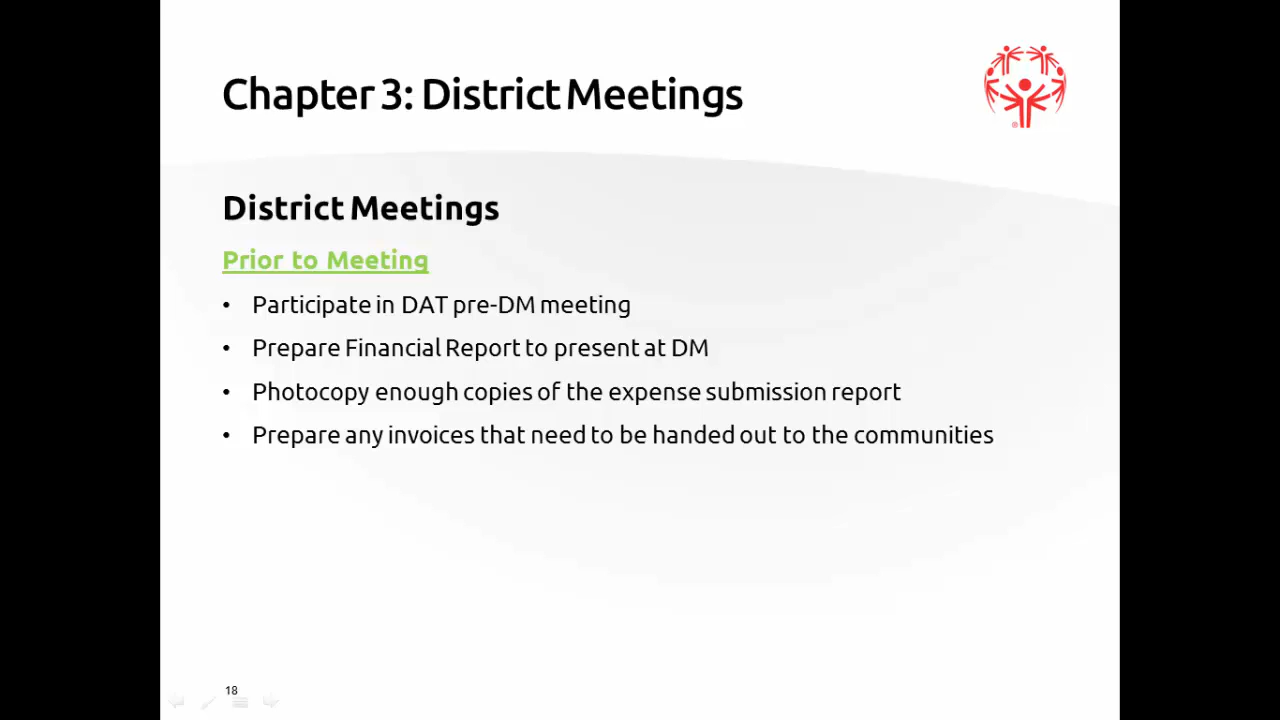 Chapter 3: District Meetings
®
District Meetings
Prior to Meeting
• Participate in DAT pre-DM meeting
• Prepare Financial Report to present at DM
• Photocopy enough copies of the expense submission report
• Prepare any invoices that need to be handed out to the communities
18